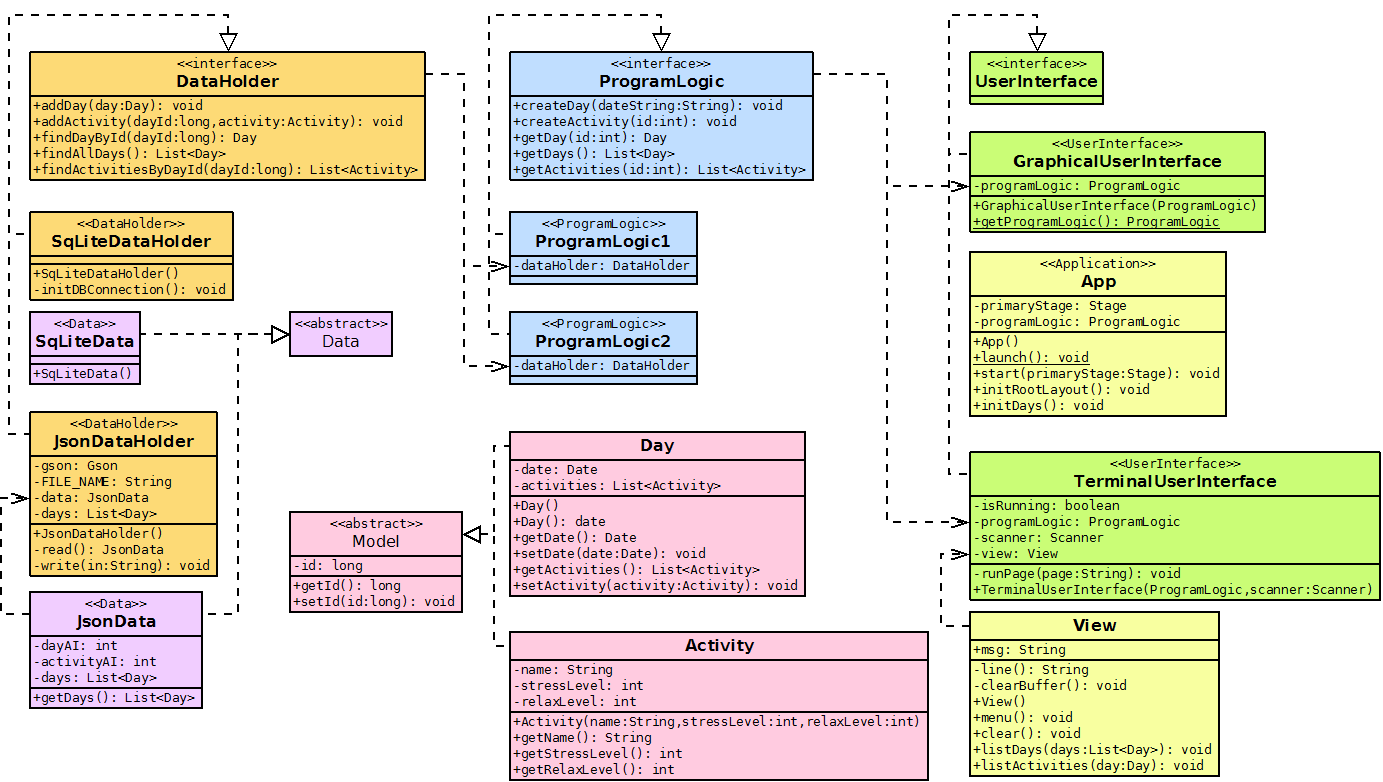 <<interface>>
DataHolder
+addDay(day:Day): void
+addActivity(dayId:long,activity:Activity): void
+findDayById(dayId:long): Day
+findAllDays(): List<Day>
+findActivitiesByDayId(dayId:long): List<Activity>
<<DataHolder>>
SqLiteDataHolder
+SqLiteDataHolder()
-initDBConnection(): void
<<Data>>
SqLiteData
+SqLiteData()
<<abstract>>
Data
<<DataHolder>>
JsonDataHolder
-gson: Gson
-FILE_NAME: String
-data: JsonData
-days: List<Day>
+JsonDataHolder()
-read(): JsonData
-write(in:String): void
<<Data>>
JsonData
-dayAI: int
-activityAI: int
-days: List<Day>
+getDays(): List<Day>
<<abstract>>
Model
-id: long
+getId(): long
+setId(id:long): void
<<interface>>
ProgramLogic
+createDay(dateString:String): void
+createActivity(id:int): void
+getDay(id:int): Day
+getDays(): List<Day>
+getActivities(id:int): List<Activity>
<<ProgramLogic>>
ProgramLogic1
-dataHolder: DataHolder
<<ProgramLogic>>
ProgramLogic2
-dataHolder: DataHolder
Day
-date: Date
-activities: List<Activity>
+Day()
+Day(): date
+getDate(): Date
+setDate(date:Date): void
+getActivities(): List<Activity>
+setActivity(activity:Activity): void
Activity
-name: String
-stressLevel: int
-relaxLevel: int
+Activity(name:String,stressLevel:int,relaxLevel:int)
+getName(): String
+getStressLevel(): int
+getRelaxLevel(): int
<<interface>>
UserInterface
<<UserInterface>>
GraphicalUserInterface
-programLogic: ProgramLogic
+GraphicalUserInterface(ProgramLogic)
+getProgramLogic(): ProgramLogic
<<Application>>
App
-primaryStage: Stage
-programLogic: ProgramLogic
+App()
+launch(): void
+start(primaryStage:Stage): void
+initRootLayout(): void
+initDays(): void
<<UserInterface>>
TerminalUserInterface
-isRunning: boolean
-programLogic: ProgramLogic
-scanner: Scanner
-view: View
-runPage(page:String): void
+TerminalUserInterface(ProgramLogic,scanner:Scanner)
View
+msg: String
-line(): String
-clearBuffer(): void
+View()
+menu(): void
+clear(): void
+listDays(days:List<Day>): void
+listActivities(day:Day): void